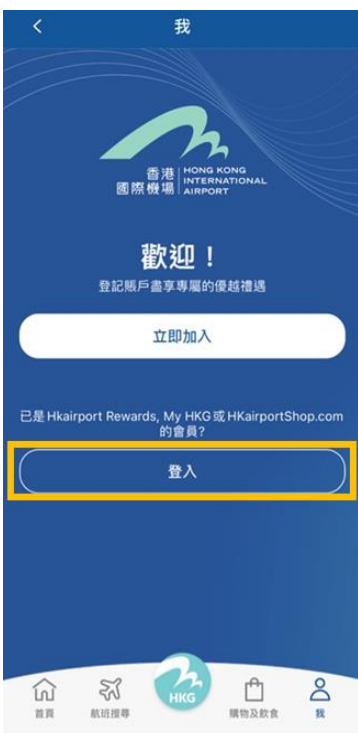 我
香港
國際機場
HONG KONG
INTERNATIONAL
AIRPORT
歡迎！
登記賬戶盡享專屬的優越禮遇
立即加入
已是 Hkairport Rewards, My HKG 或 HKairportShop.com
的會員?
登入
HKG
首頁
航班搜尋
購物及飲食
我